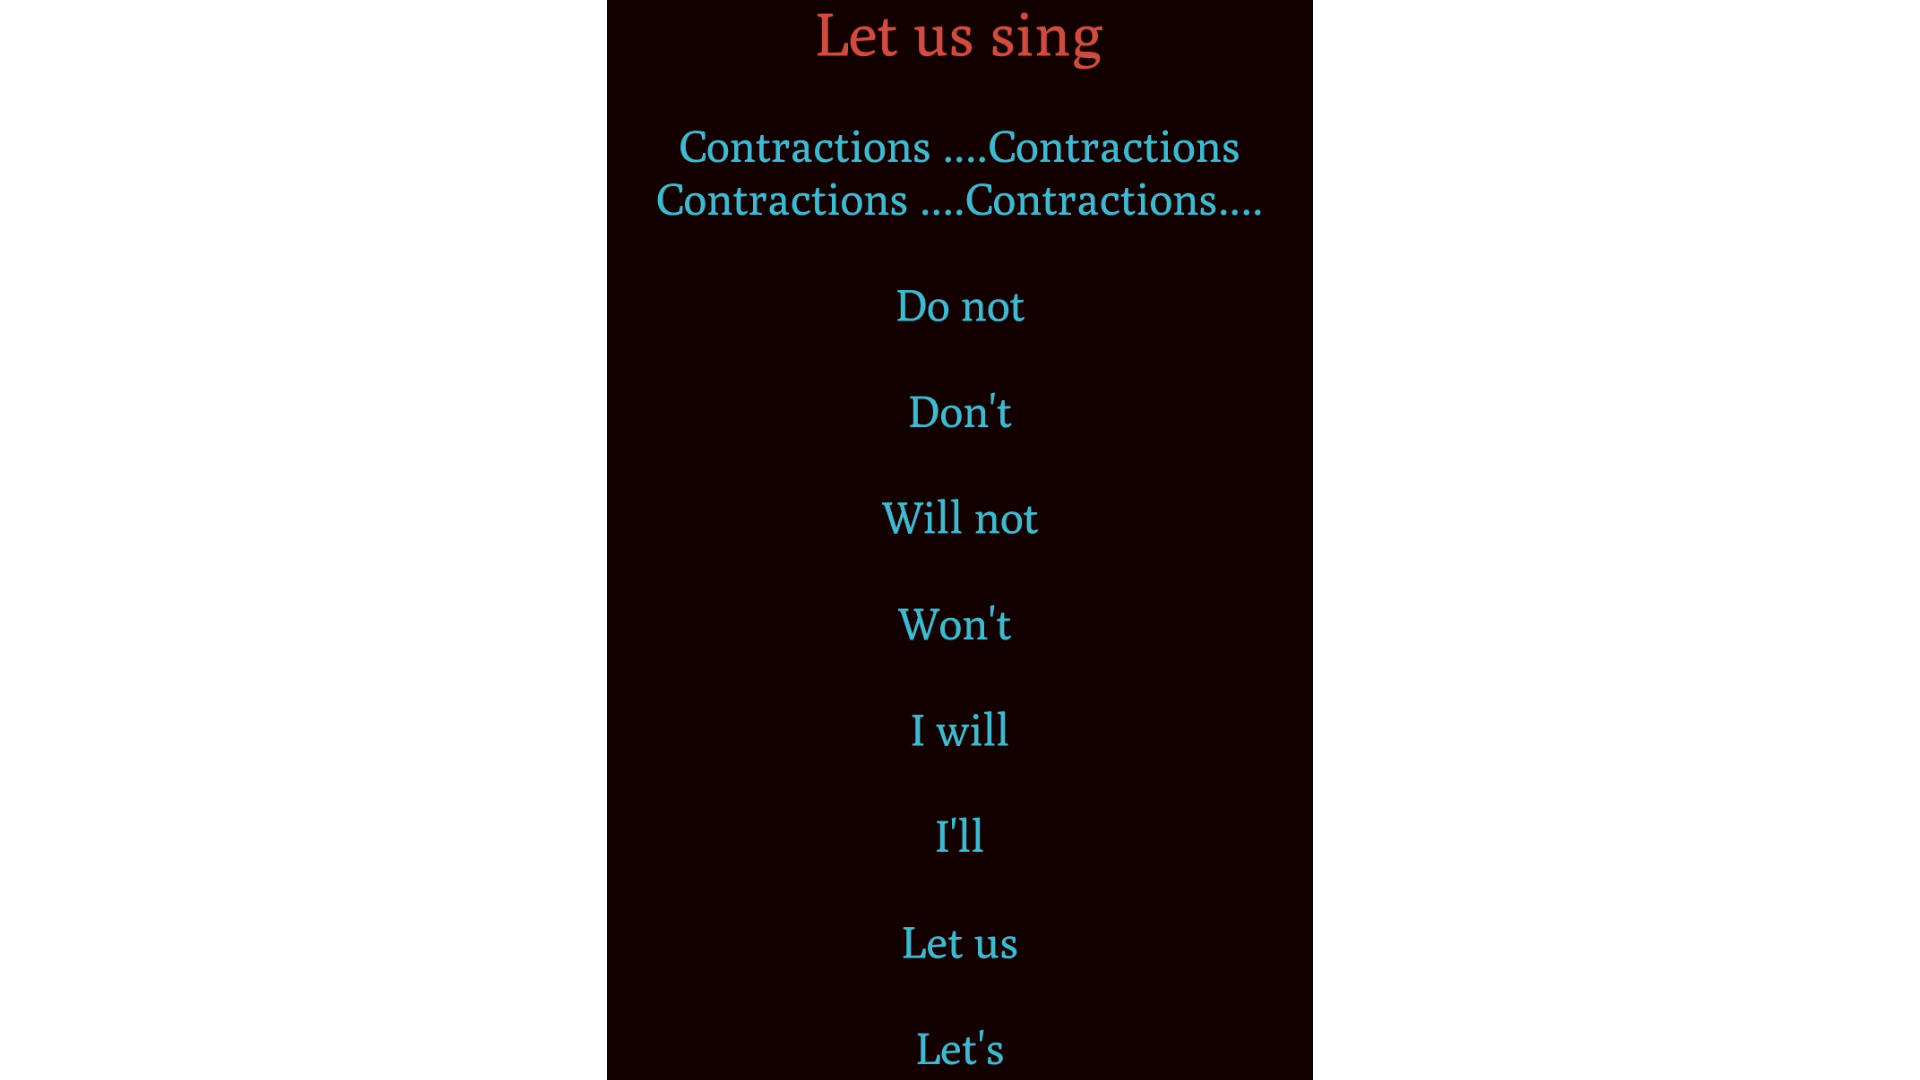 Let us sing
Contractions ....Contractions
Contractions ....Contractions....
Do not
Don't
Will not
Won't
I will
I'll
Let us
Let's